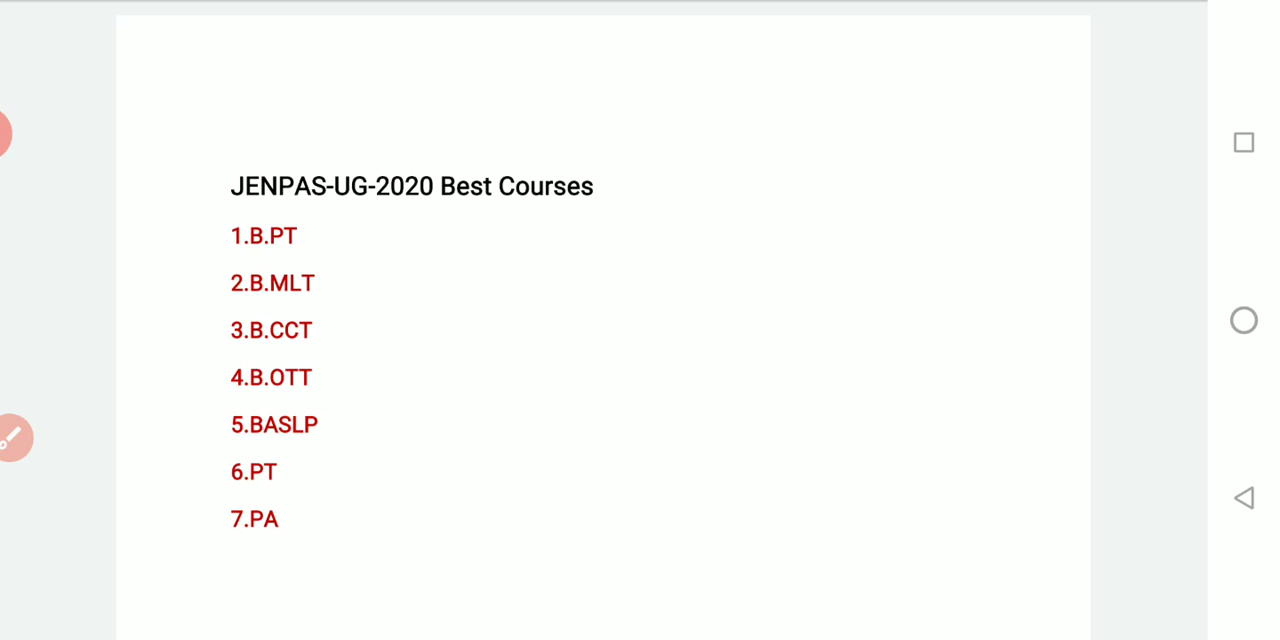 JENPAS-UG-2020 Best Courses
1.B.PT
2.B.MLT
3.B.CCT
4.B.OTT
5.BASLP
6.PT
7.PA